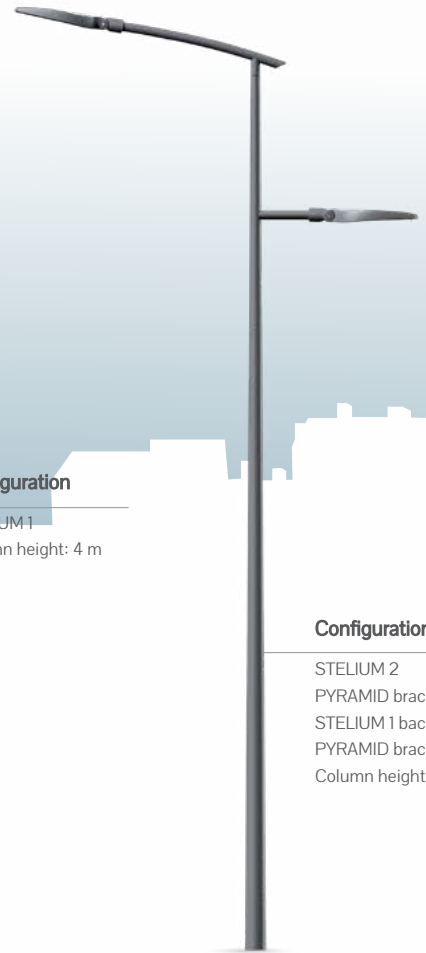 guration
UM 1
n height: 4 m
Configuration
STELIUM 2
PYRAMID brac
STELIUM 1 bac
PYRAMID brac
Column height